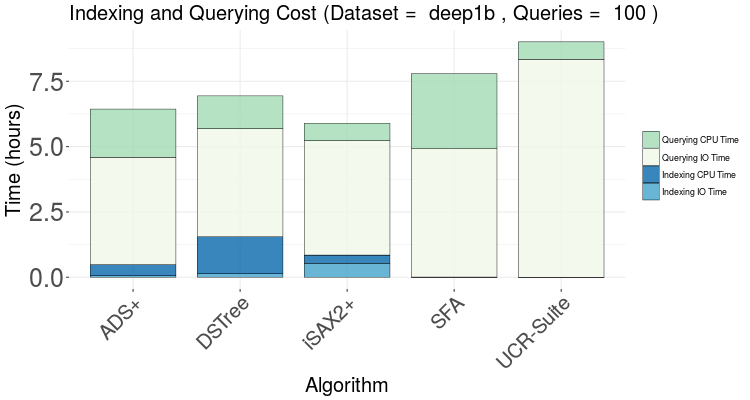 Indexing and Querying Cost (Dataset =  deep1b , Queries =  100 )
Time (hours)
7.5
5.0
2.5
0.0
ADS+
DSTree
iSAX2+
SFA
UCR-Suite
Algorithm
Querying CPU Time
Querying IO Time
Indexing CPU Time
Indexing IO Time